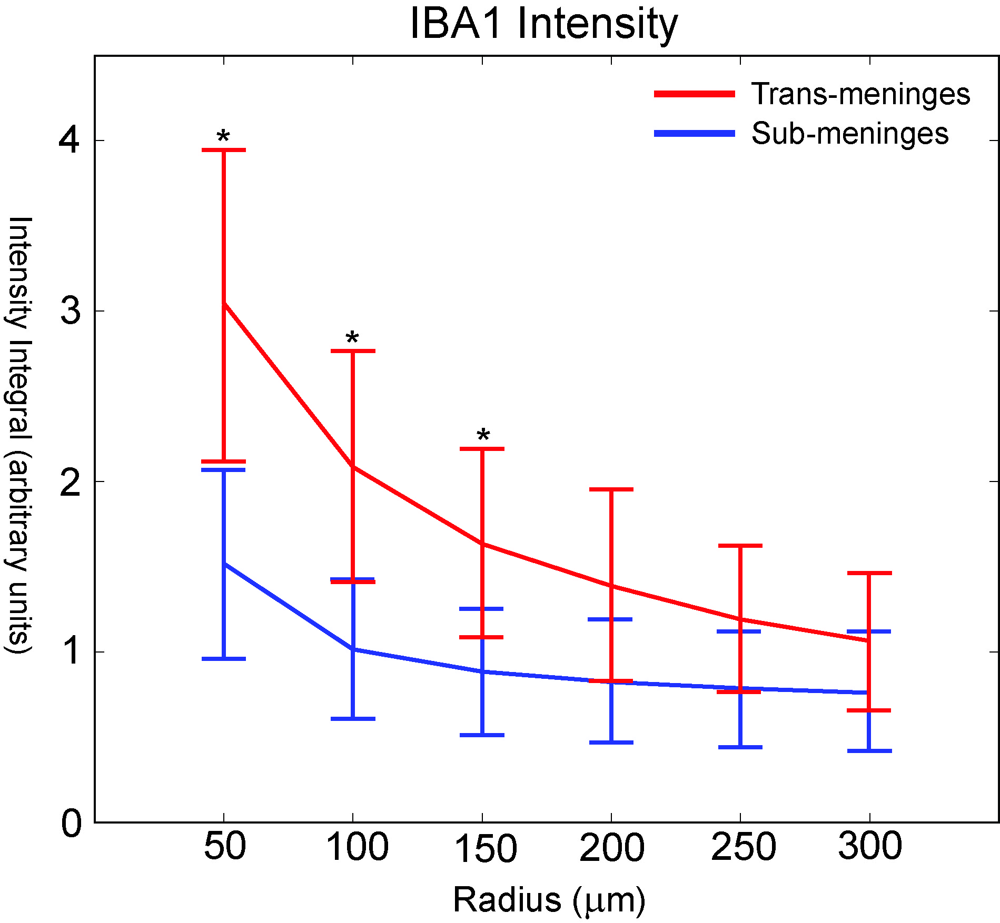 IBA1 Intensity
Trans-meninges
Sub-meninges
*
*
*
4
3
2
1
0
50 100 150 200 250 300
Radius (μm)
Intensity Integral (arbitrary units)